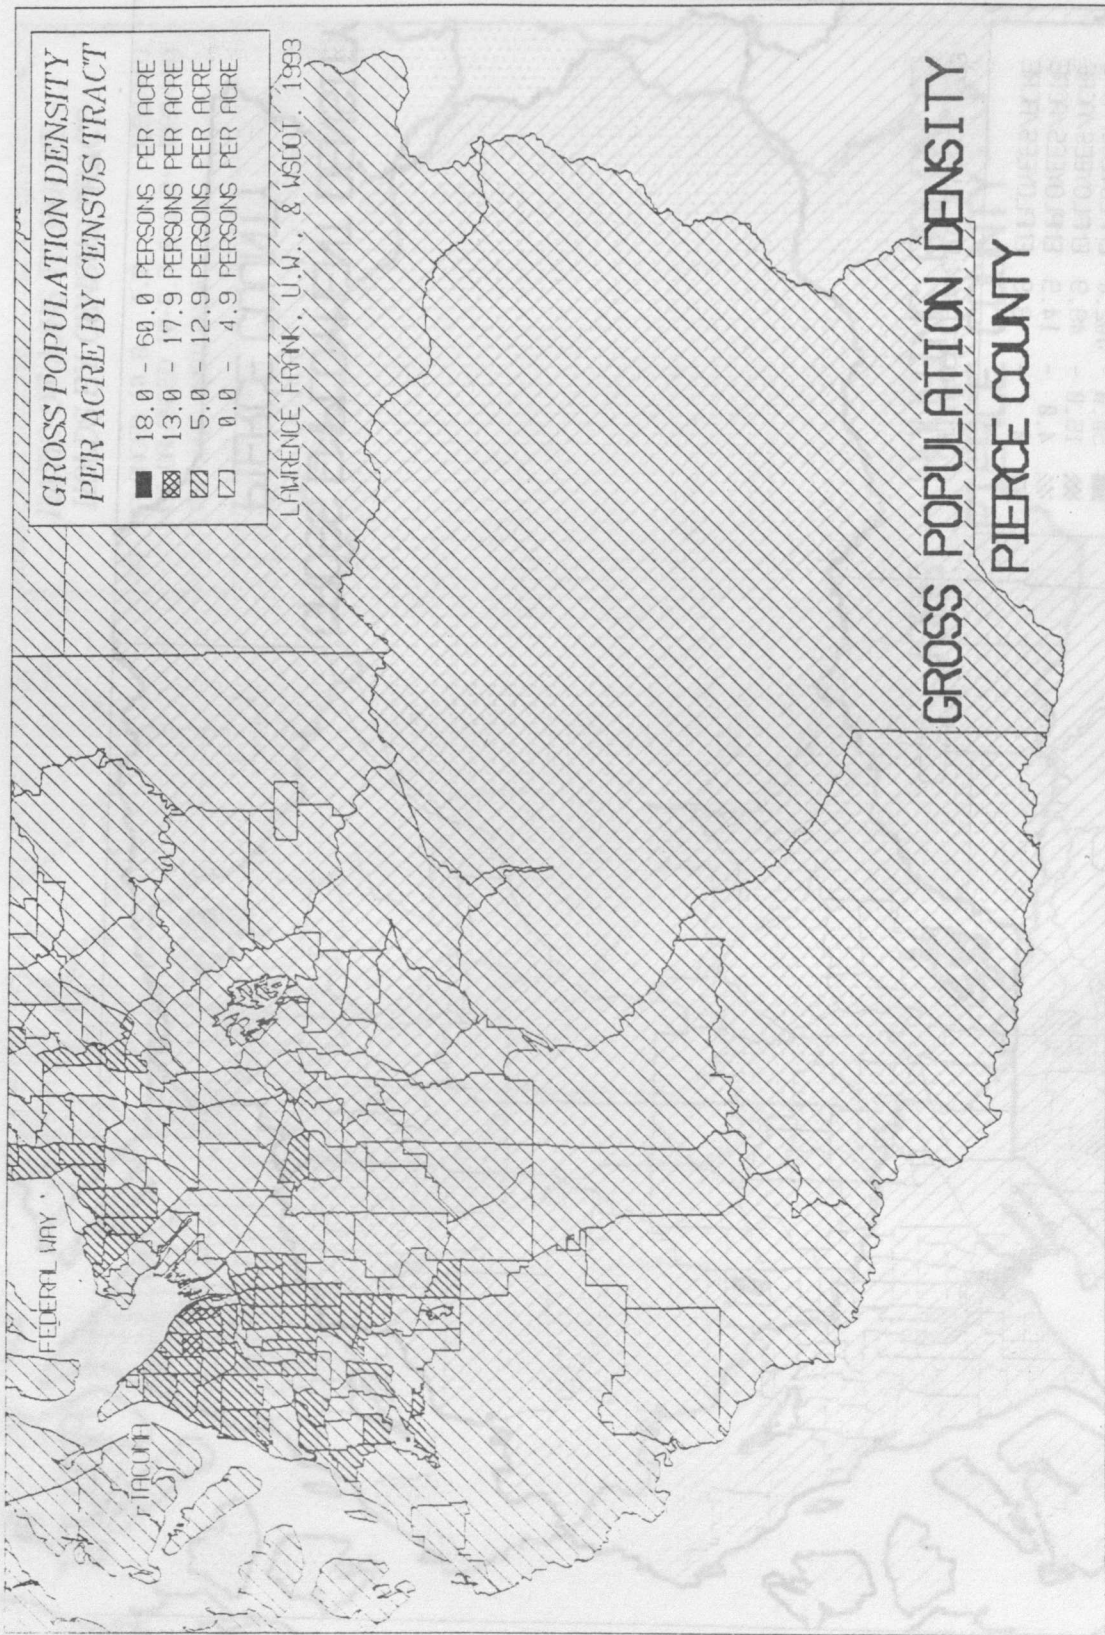 GROSS POPULATION DENSITY
PER ACRE BY CENSUS TRACT
18.0 - 60.0 PERSONS PER ACRE
13.0 - 17.9 PERSONS PER ACRE
5.0 - 12.9 PERSONS PER ACRE
0.0 - 4.9 PERSONS PER ACRE
LAWRENCE FRANK, U.W., & WSDOT. 1993
FEDERAL WAY
TACOMA
GROSS POPULATION DENSITY
PIERCE COUNTY